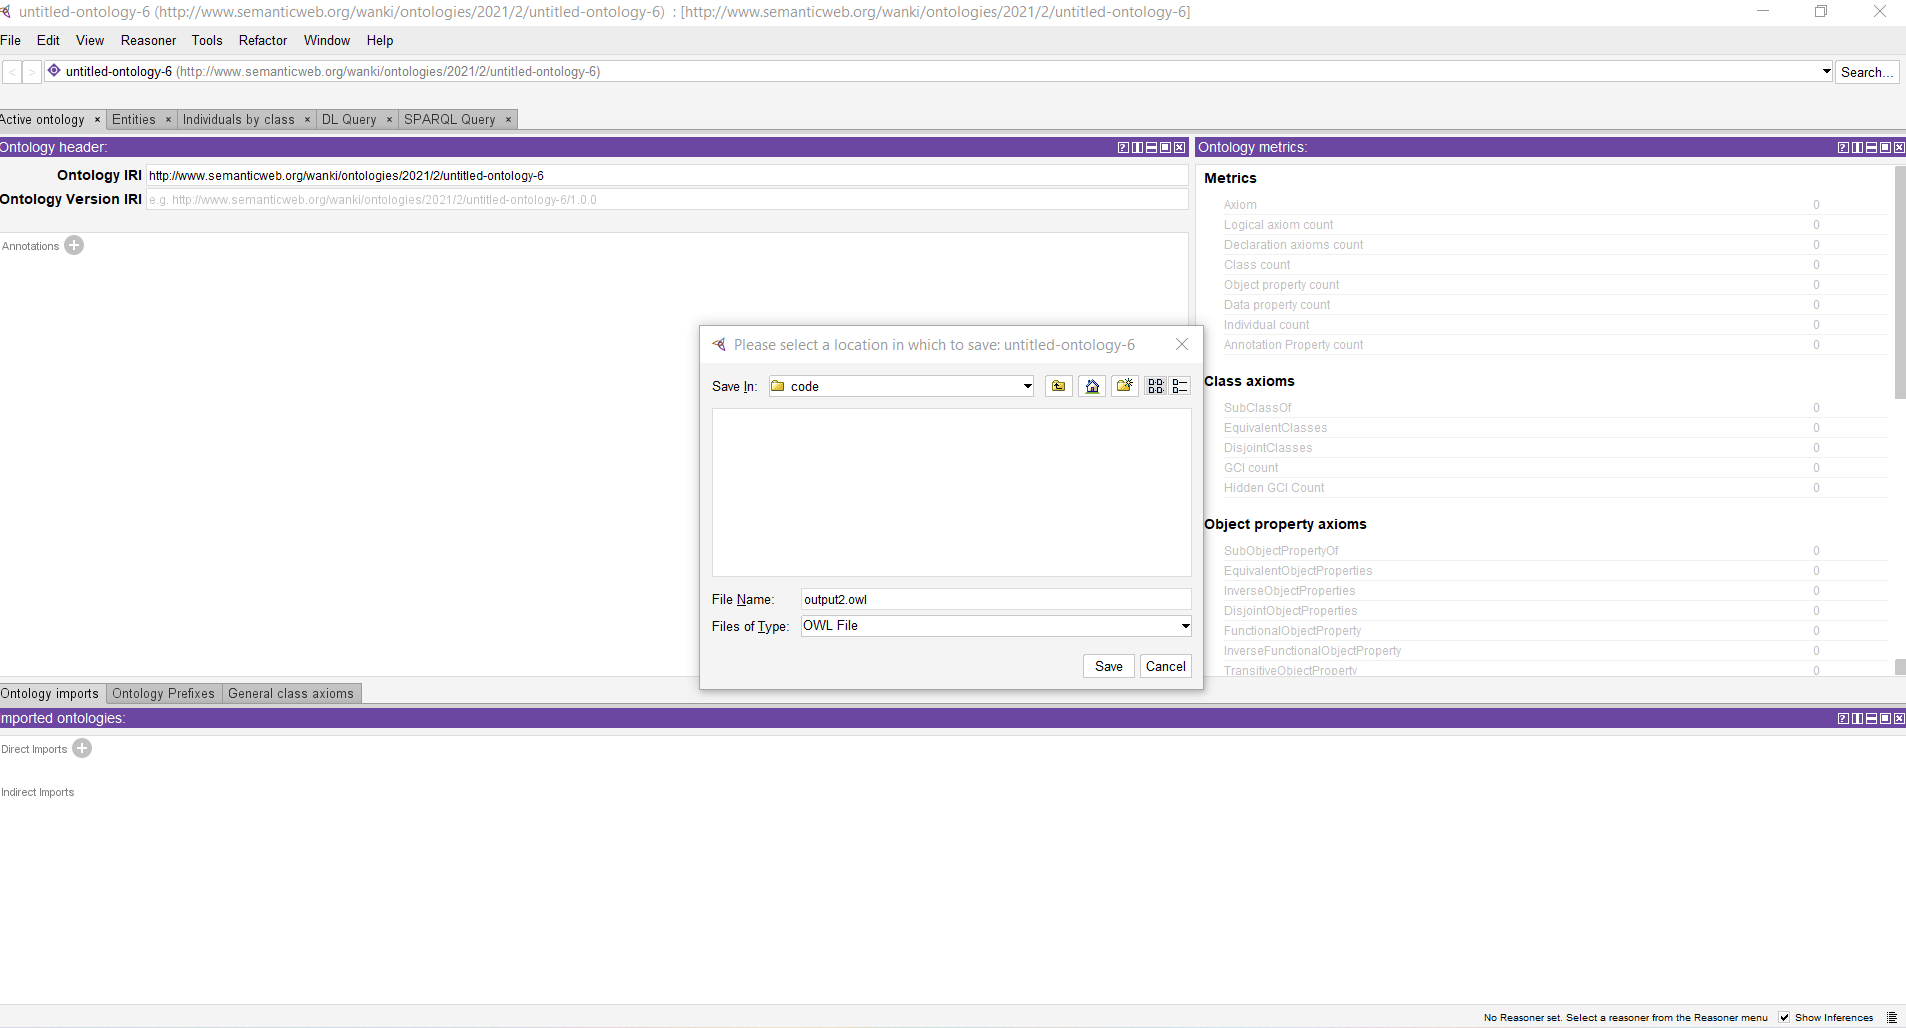 untitled-ontology-6 (http://www.semanticweb.org/wanki/ontologies/2021/2/untitled-ontology-6) : [http://www.semanticweb.org/wanki/ontologies/2021/2/untitled-ontology-6]
File Edit View Reasoner Tools Refactor Window Help
< > untitled-ontology-6 (http://www.semanticweb.org/wanki/ontologies/2021/2/untitled-ontology-6) Search...
Active ontology × Entities × Individuals by class × DL Query × SPARQL Query ×
Ontology header:
Ontology IRI http://www.semanticweb.org/wanki/ontologies/2021/2/untitled-ontology-6
Ontology Version IRI e.g. http://www.semanticweb.org/wanki/ontologies/2021/2/untitled-ontology-6/1.0.0
Annotations
Ontology metrics:
Metrics
Axiom 0
Logical axiom count 0
Declaration axioms count 0
Class count 0
Object property count 0
Data property count 0
Individual count 0
Annotation Property count 0
Class axioms
SubClassOf 0
EquivalentClasses 0
DisjointClasses 0
GCI count 0
Hidden GCI Count 0
Object property axioms
SubObjectPropertyOf 0
EquivalentObjectProperties 0
InverseObjectProperties 0
DisjointObjectProperties 0
FunctionalObjectProperty 0
InverseFunctionalObjectProperty 0
TransitiveObjectProperty 0
Please select a location in which to save: untitled-ontology-6
Save In: code
File Name: output2.owl
Files of Type: OWL File
Save Cancel
Ontology imports Ontology Prefixes General class axioms
mported ontologies:
Direct Imports
Indirect Imports
No Reasoner set. Select a reasoner from the Reasoner menu Show Inferences